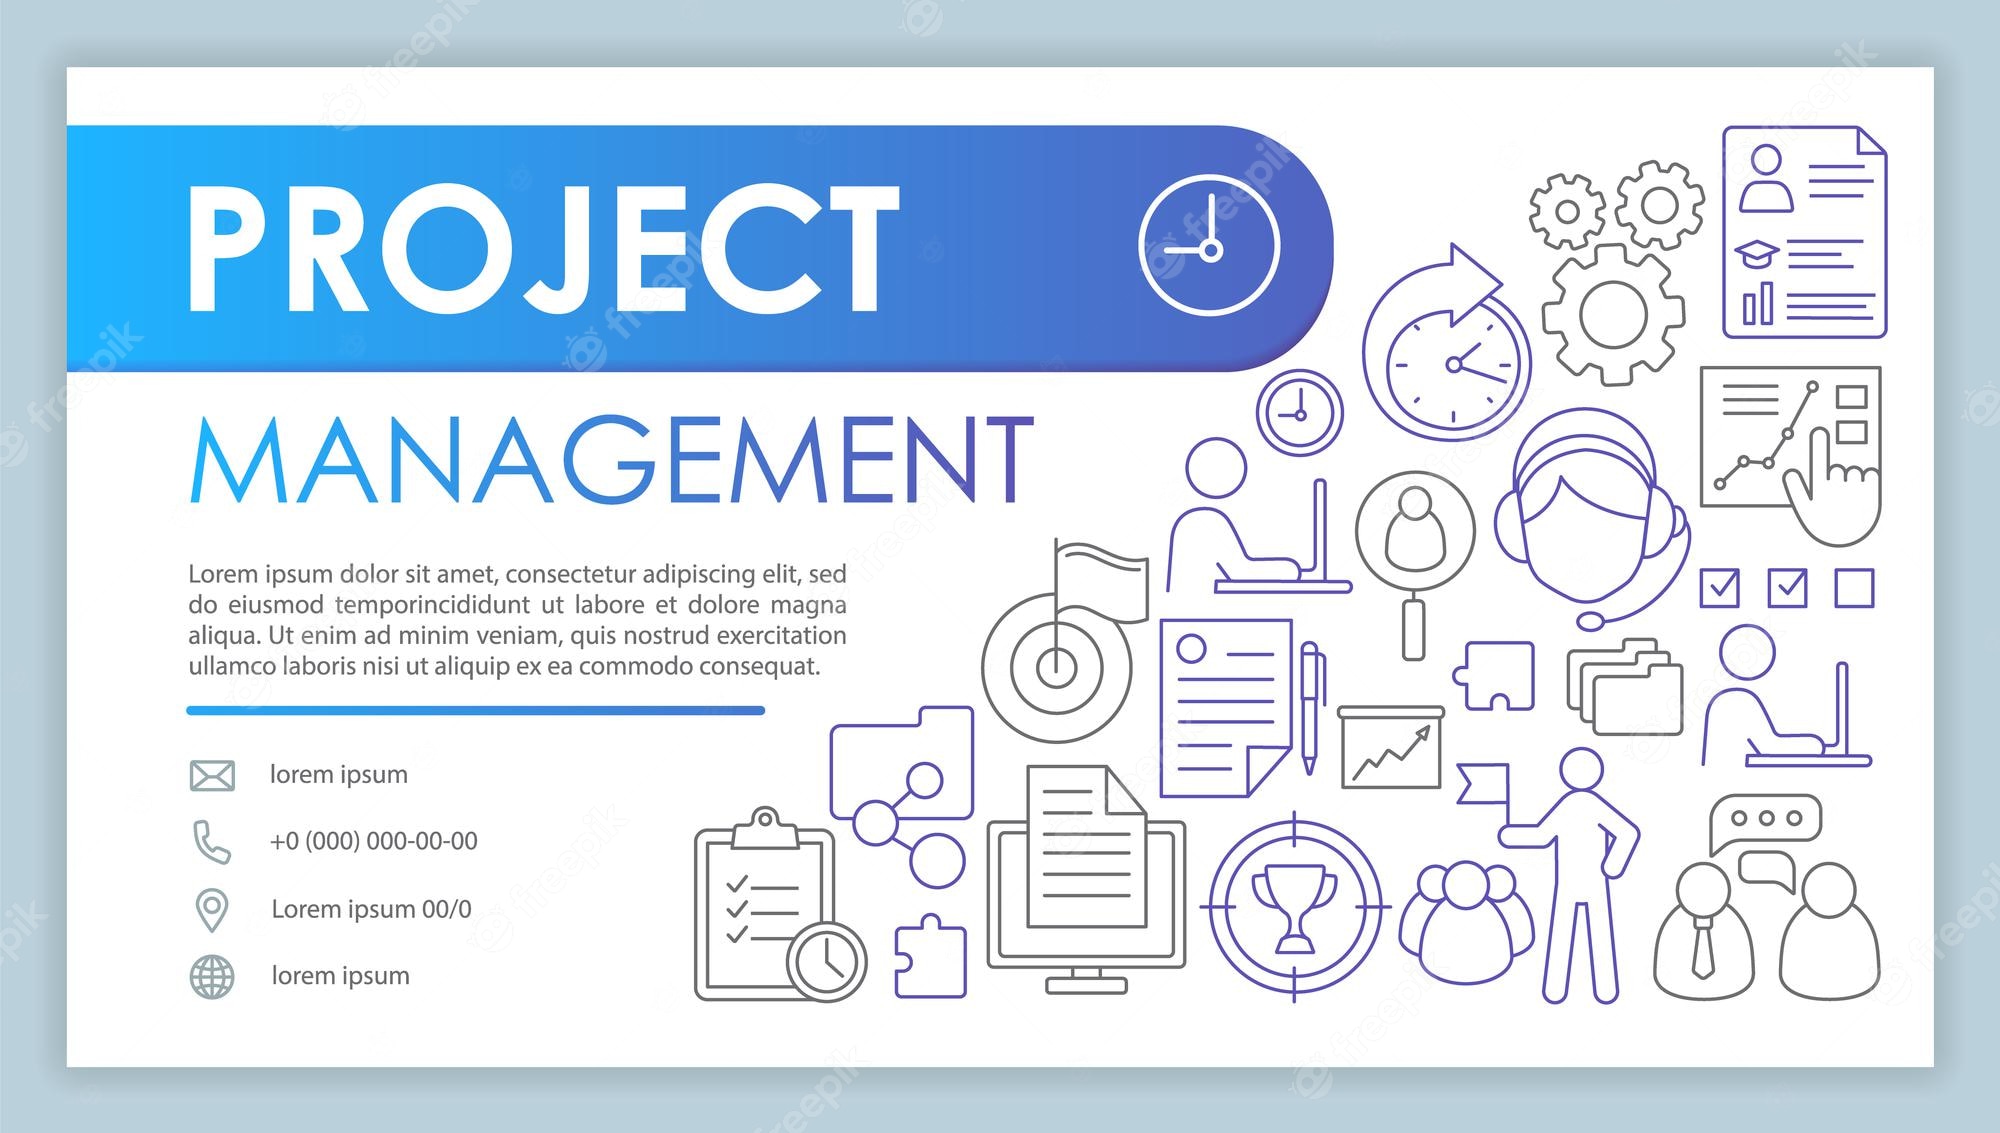 PROJECT
MANAGEMENT
Lorem ipsum dolor sit amet, consectetur adipiscing elit, sed
do eiusmod temporincididunt ut labore et dolore magna
aliqua. Ut enim ad minim veniam, quis nostrud exercitation
ullamco laboris nisi ut aliquip ex ea commodo consequat.
lorem ipsum
+0 (000) 000-00-00
Lorem ipsum 00/0
lorem ipsum
freepik